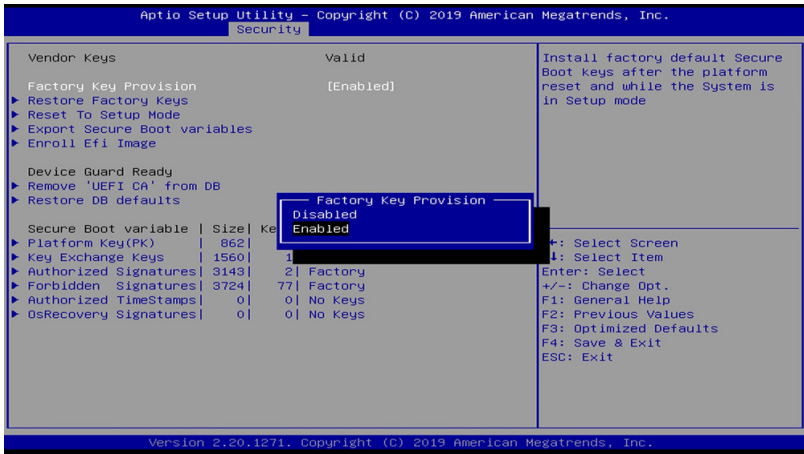 Aptio Setup Utility – Copyright (C) 2019 American Megatrends, Inc.
Security
Vendor Keys Valid
Factory Key Provision [Enabled]
Restore Factory Keys
Reset To Setup Mode
Export Secure Boot variables
Enroll Efi Image
Device Guard Ready
Remove 'UEFI CA' from DB
Restore DB defaults
Secure Boot variable | Size| Ke
Platform Key(PK) | 862|
Key Exchange Keys | 1560| 1
Authorized Signatures| 3143| 2| Factory
Forbidden Signatures| 3724| 77| Factory
Authorized TimeStamps| 0| 0| No Keys
OsRecovery Signatures| 0| 0| No Keys
Factory Key Provision
Disabled
Enabled
Install factory default Secure
Boot keys after the platform
reset and while the System is
in Setup mode
: Select Screen
: Select Item
Enter: Select
+/-: Change Opt.
F1: General Help
F2: Previous Values
F3: Optimized Defaults
F4: Save & Exit
ESC: Exit
Version 2.20.1271. Copyright (C) 2019 American Megatrends, Inc.